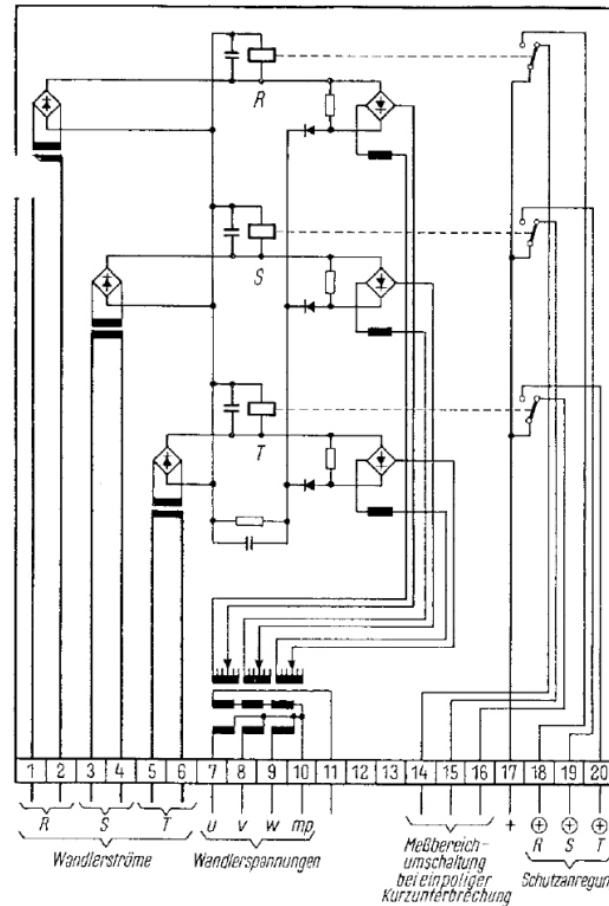 R
S
T
1 2 3 4 5 6 7 8 9 10 11 12 13 14 15 16 17 18 19 20
u v w mp + ⊕ ⊕ ⊕
R S T R S T
Wandlerströme
Wandlerspannungen
Meßbereich-
umschaltung
bei einpoliger
Kurzunterbrechung
Schutzanregun